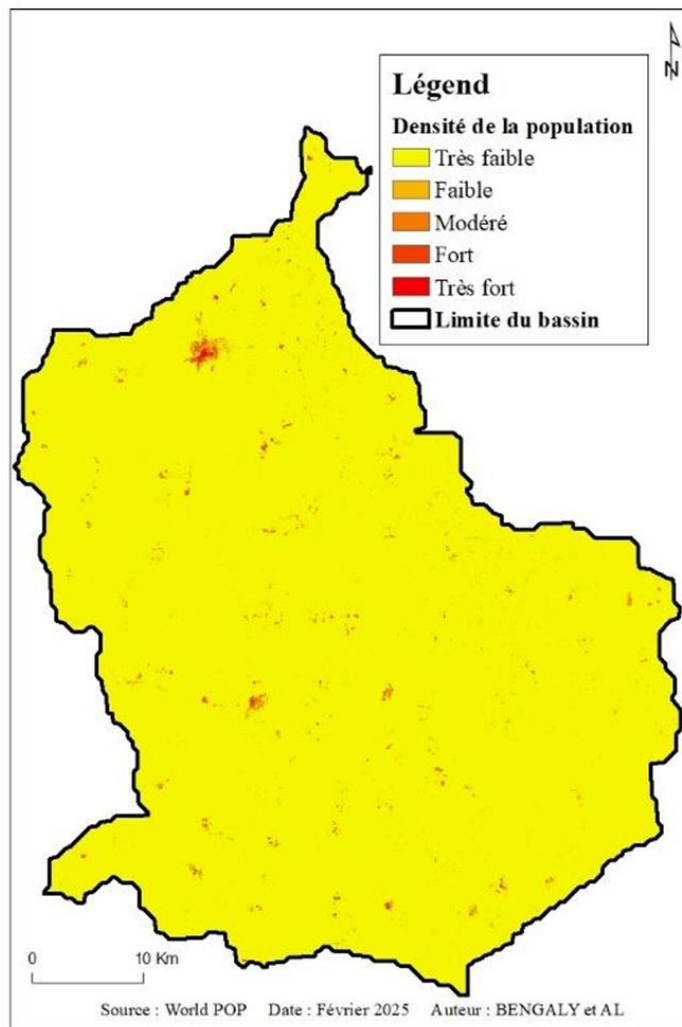 N
Légend
Densité de la population
Très faible
Faible
Modéré
Fort
Très fort
Limite du bassin
0 10 Km
Source : World POP Date : Février 2025 Auteur : BENGALY et AL